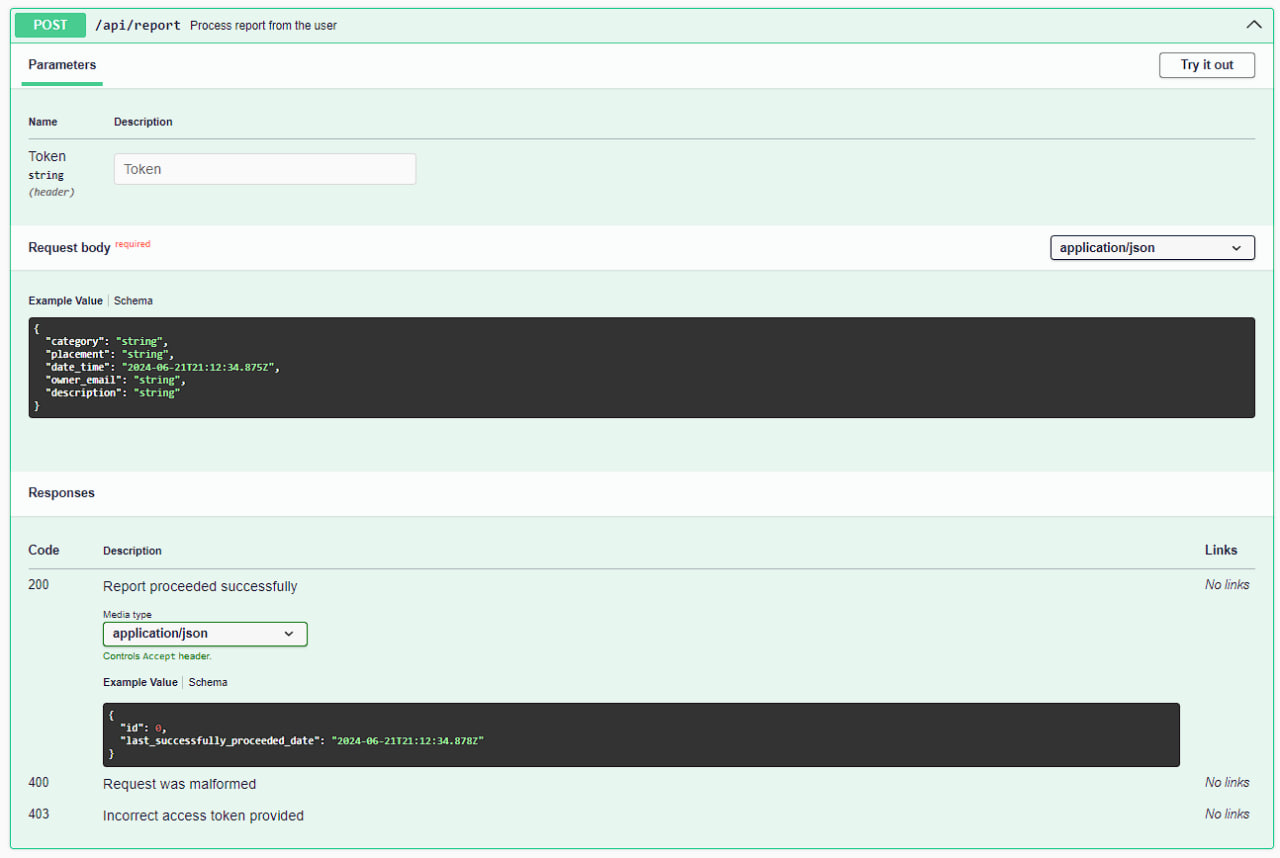 POST /api/report Process report from the user
Parameters
Try it out
Name Description
Token
string
(header)
Token
Request body required
application/json
Example Value Schema
{
  "category": "string",
  "placement": "string",
  "date_time": "2024-06-21T21:12:34.875Z",
  "owner_email": "string",
  "description": "string"
}
Responses
Code Description Links
200 Report proceeded successfully No links
Media type
application/json
Controls Accept header.
Example Value Schema
{
  "id": 0,
  "last_successfully_proceeded_date": "2024-06-21T21:12:34.878Z"
}
400 Request was malformed No links
403 Incorrect access token provided No links